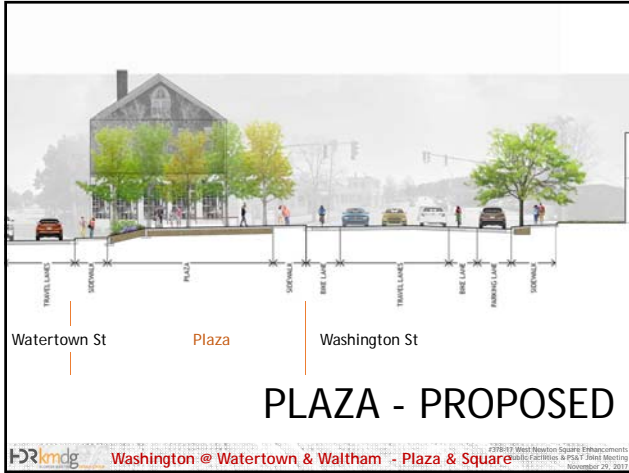 TRAVEL LANES
SIDEWALK
PLAZA
SIDEWALK
BIKE LANE
TRAVEL LANES
BIKE LANE
PARKING LANE
SIDEWALK
Watertown St
Plaza
Washington St
PLAZA - PROPOSED
HDR kmdg
Washington @ Watertown & Waltham - Plaza & Square
#378-17 West Newton Square Enhancements
Public Facilities & PS&T Joint Meeting
November 29, 2017